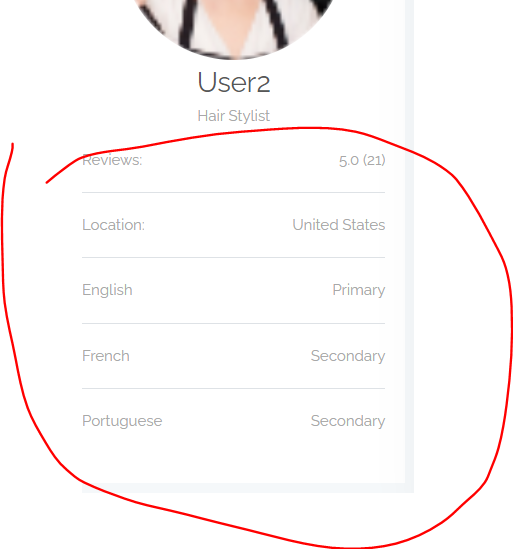 User2
Hair Stylist
Reviews: 5.0 (21)
Location: United States
English Primary
French Secondary
Portuguese Secondary